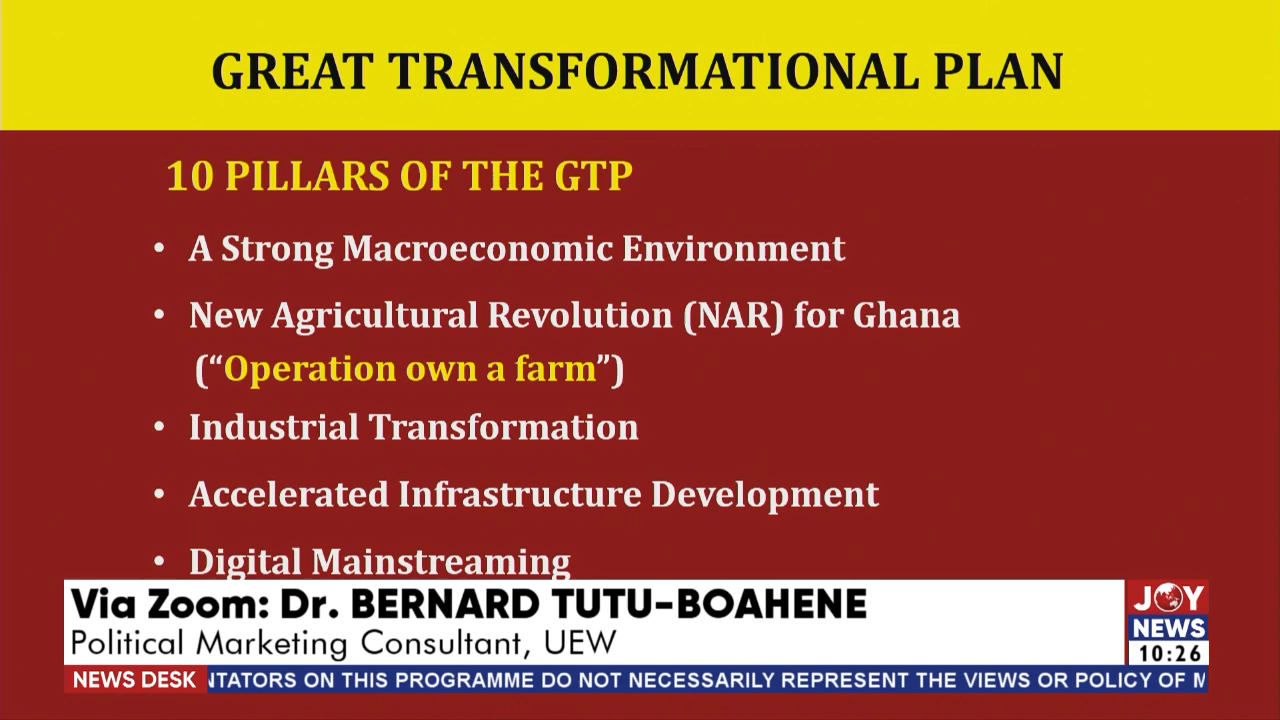 GREAT TRANSFORMATIONAL PLAN
10 PILLARS OF THE GTP
• A Strong Macroeconomic Environment
• New Agricultural Revolution (NAR) for Ghana
(“Operation own a farm”)
• Industrial Transformation
• Accelerated Infrastructure Development
• Digital Mainstreaming
Via Zoom: Dr. BERNARD TUTU-BOAHENE
Political Marketing Consultant, UEW
JOY
NEWS
10:26
NEWS DESK NTATORS ON THIS PROGRAMME DO NOT NECESSARILY REPRESENT THE VIEWS OR POLICY OF M